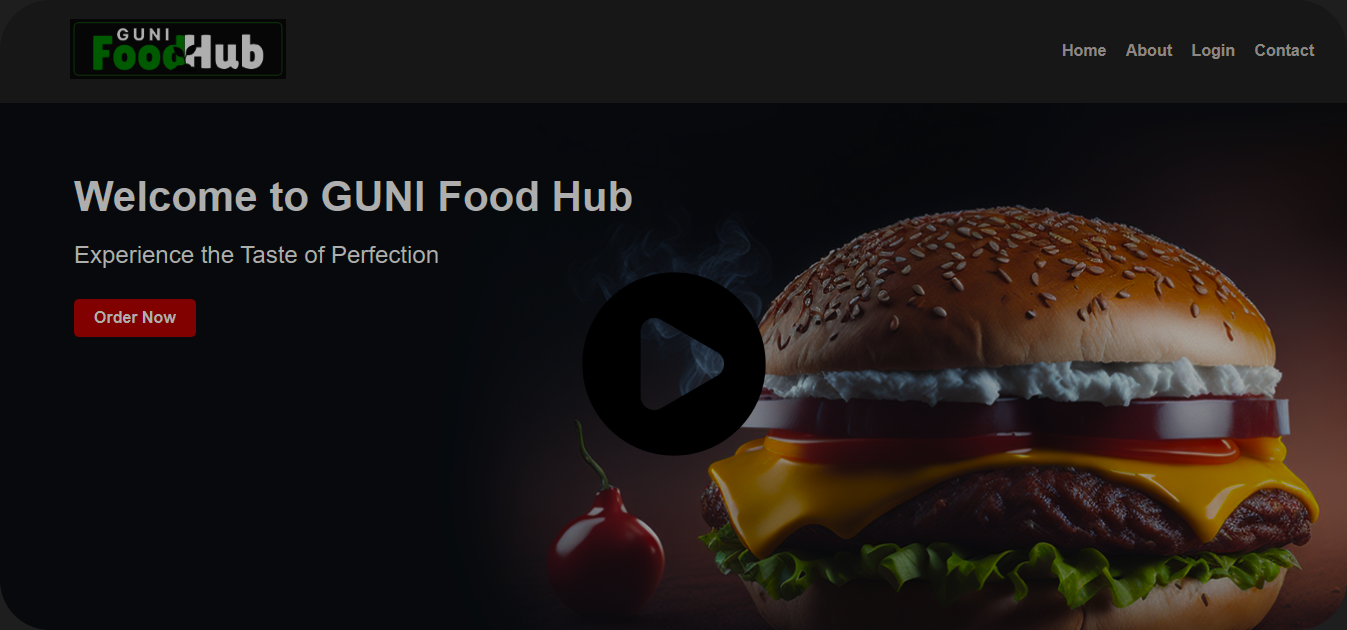 GUNI
FoodHub
Home About Login Contact
Welcome to GUNI Food Hub
Experience the Taste of Perfection
Order Now